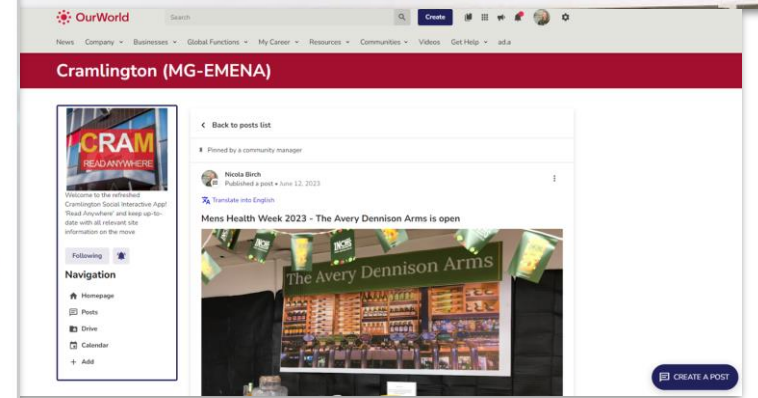 OurWorld
Search
Create
News Company Businesses Global Functions My Career Resources Communities Videos Get Help ad.a
Cramlington (MG-EMENA)
CRAM
READ ANYWHERE
Welcome to the refreshed
Cramlington Social Interactive App!
'Read Anywhere' and keep up-to-
date with all relevant site
information on the move
Following
Navigation
Homepage
Posts
Drive
Calendar
+ Add
Back to posts list
Pinned by a community manager
Nicola Birch
Published a post • June 12, 2023
Translate into English
Mens Health Week 2023 - The Avery Dennison Arms is open
INCH'S
The Avery Dennison Arms
CREATE A POST